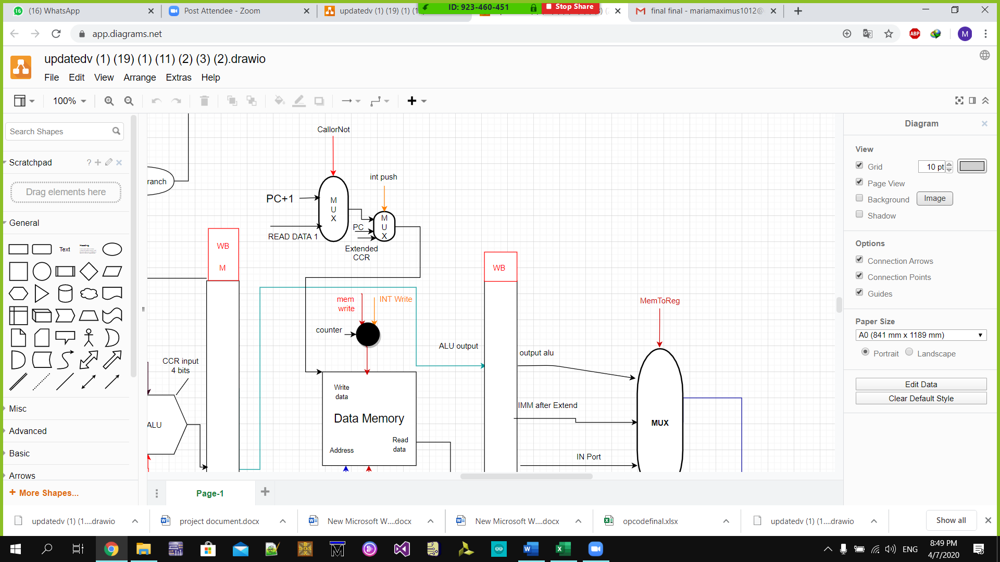 (16) WhatsApp
Post Attendee - Zoom
updatedv (1) (19) (1) (1
ID: 923-460-451
Stop Share
final final - mariamaximus1012@
app.diagrams.net
ABP
M
updatedv (1) (19) (1) (11) (2) (3) (2).drawio
File Edit View Arrange Extras Help
100%
Search Shapes
Scratchpad
?
Drag elements here
General
Text
Heading
Misc
Advanced
Basic
Arrows
+ More Shapes...
CallorNot
ranch
int push
PC+1
M
U
X
READ DATA 1
PC
M
U
X
Extended
CCR
WB
M
WB
mem
write
INT Write
counter
MemToReg
ALU output
output alu
CCR input
4 bits
Write
data
Data Memory
Read
data
Address
ALU
IMM after Extend
MUX
IN Port
Diagram
View
Grid
10 pt
Page View
Background
Image
Shadow
Options
Connection Arrows
Connection Points
Guides
Paper Size
A0 (841 mm x 1189 mm)
Portrait
Landscape
Edit Data
Clear Default Style
Page-1
updatedv (1) (1....drawio
project document.docx
New Microsoft W....docx
New Microsoft W....docx
opcodefinal.xlsx
updatedv (1) (1....drawio
Show all
ENG
8:49 PM
4/7/2020